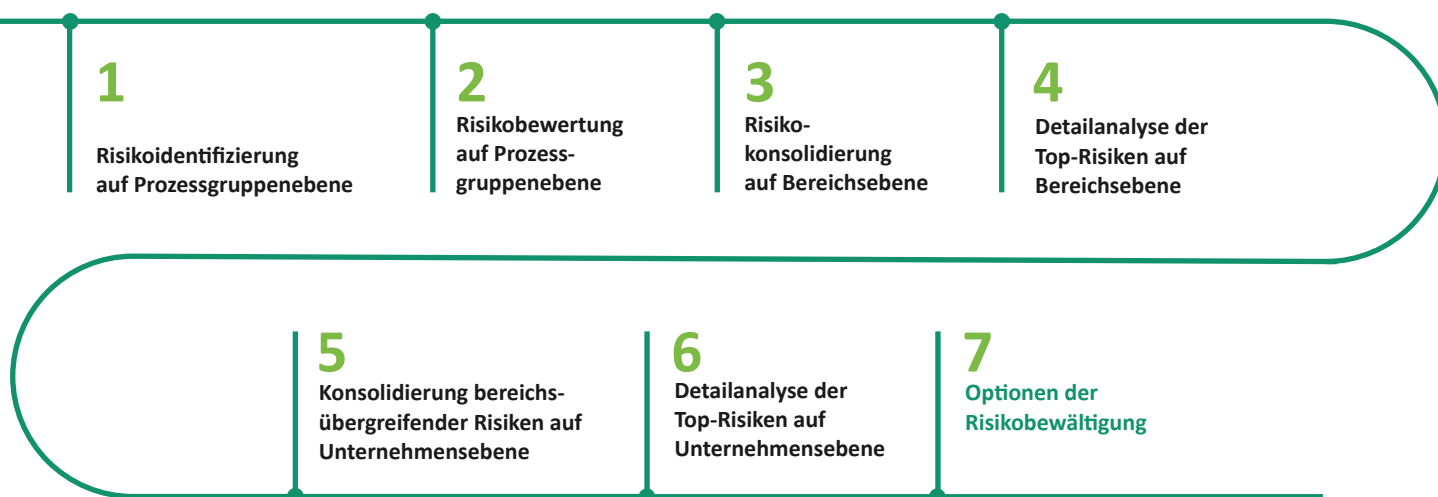 1
Risikoidentifizierung
auf Prozessgruppenebene
2
Risikobewertung
auf Prozess-
gruppenebene
3
Risiko-
konsolidierung
auf Bereichsebene
4
Detailanalyse der
Top-Risiken auf
Bereichsebene
5
Konsolidierung bereichs-
übergreifender Risiken auf
Unternehmensebene
6
Detailanalyse der
Top-Risiken auf
Unternehmensebene
7
Optionen der
Risikobewältigung